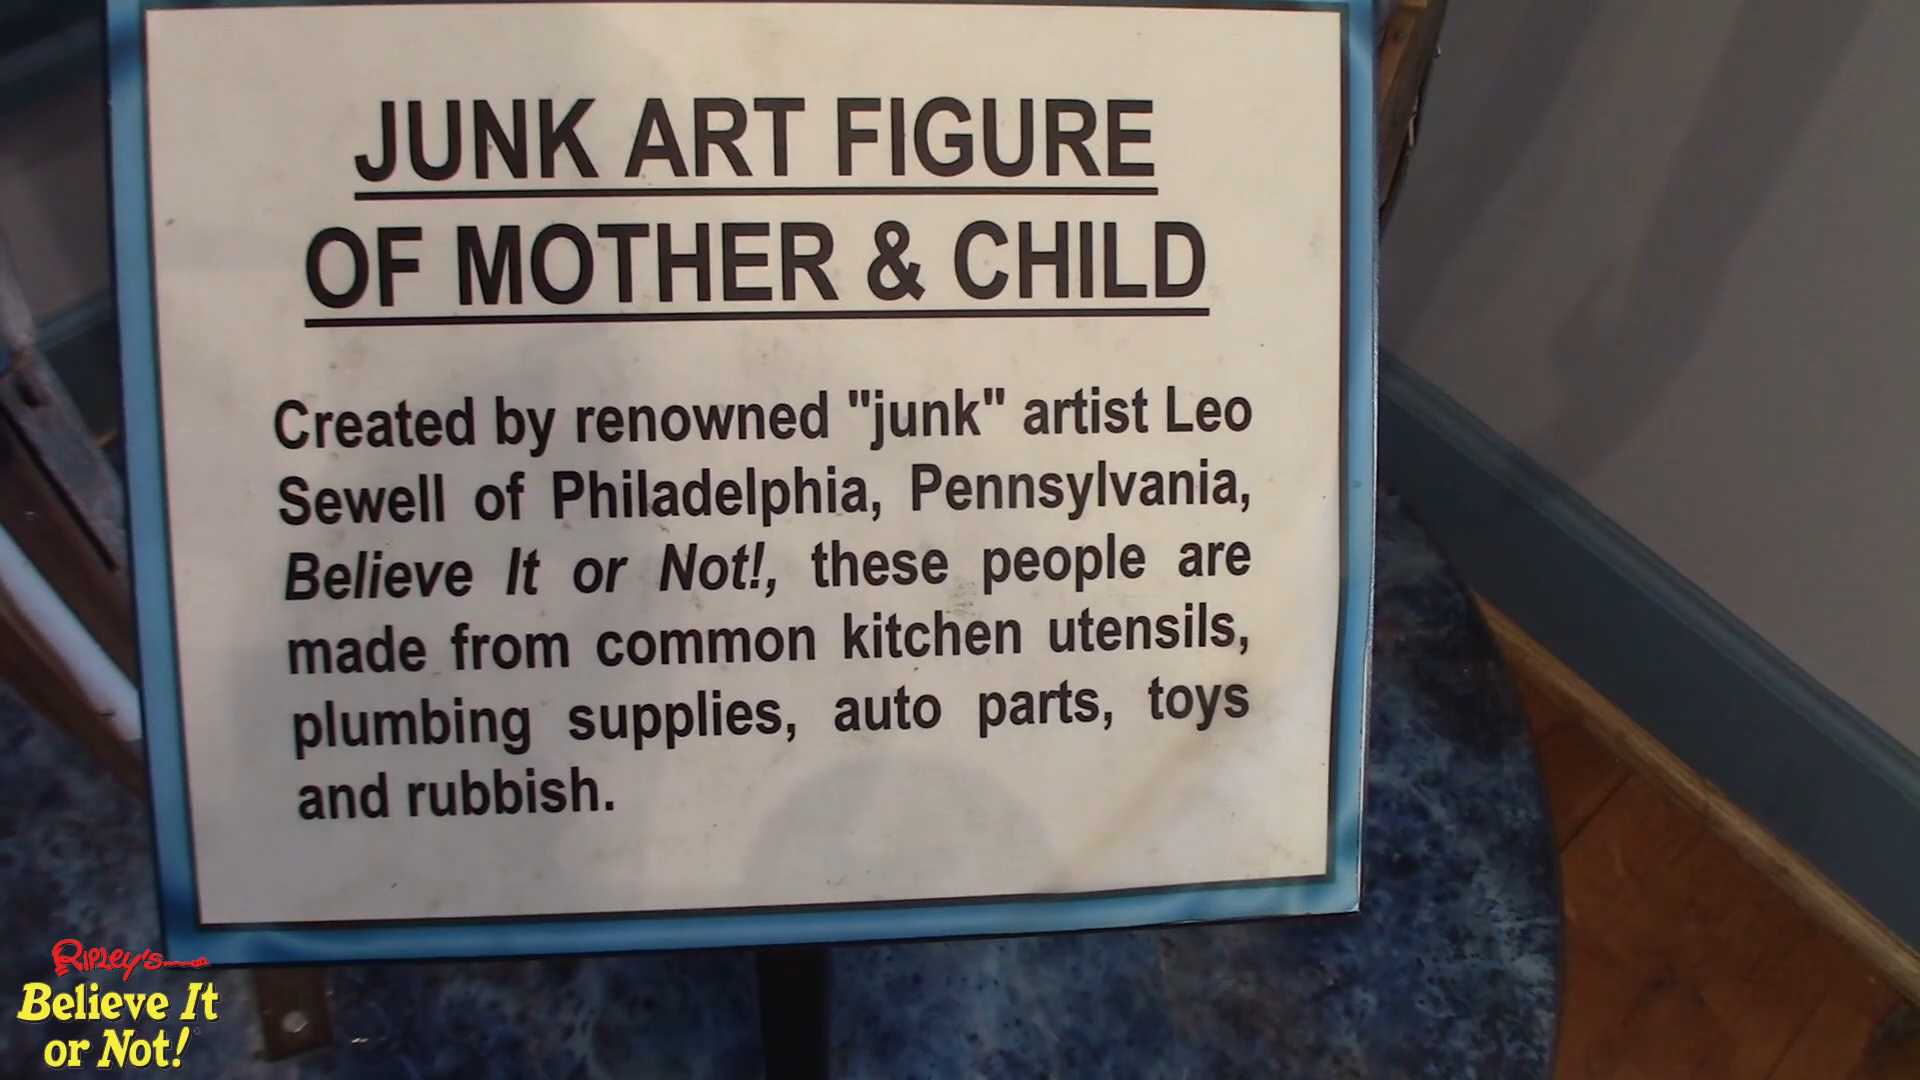 JUNK ART FIGURE
OF MOTHER & CHILD
Created by renowned "junk" artist Leo
Sewell of Philadelphia, Pennsylvania,
Believe It or Not!, these people are
made from common kitchen utensils,
plumbing supplies, auto parts, toys
and rubbish.
RIPLEY'S
Believe It
or Not!